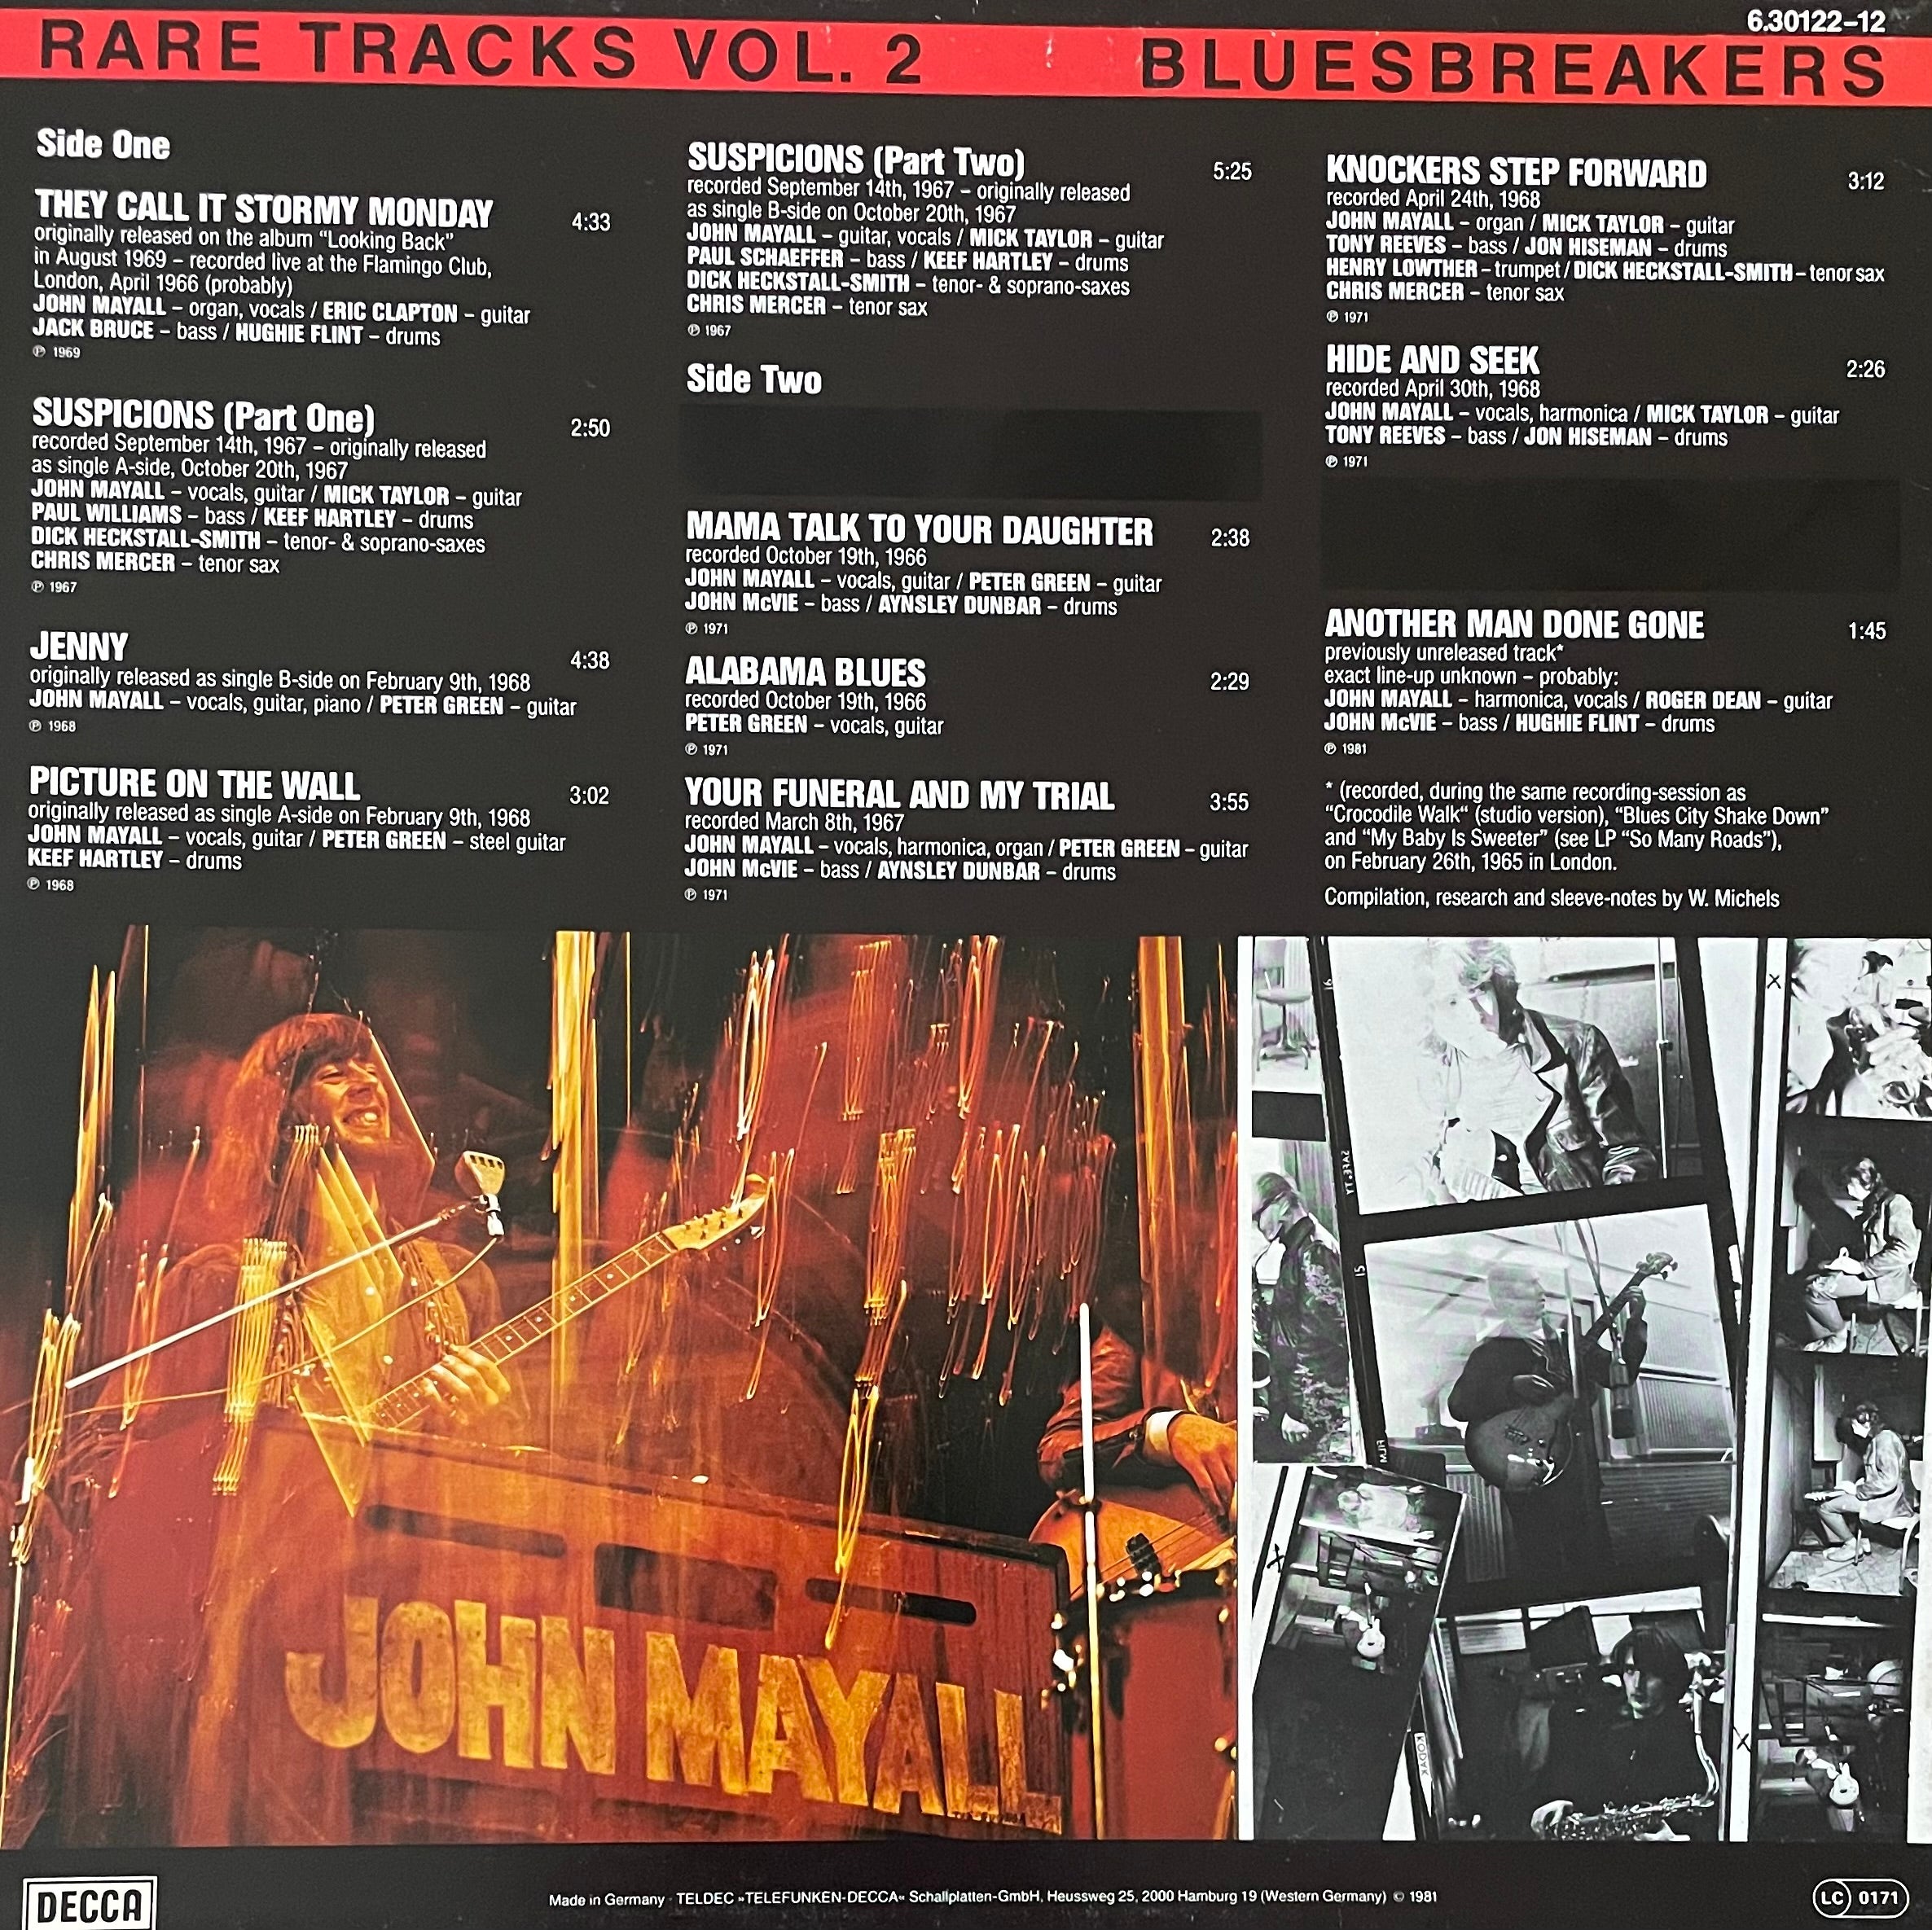 6.30122–12
RARE TRACKS VOL. 2 BLUESBREAKERS
Side One
THEY CALL IT STORMY MONDAY 4:33
originally released on the album “Looking Back”
in August 1969 – recorded live at the Flamingo Club,
London, April 1966 (probably)
JOHN MAYALL – organ, vocals / ERIC CLAPTON – guitar
JACK BRUCE – bass / HUGHIE FLINT – drums
℗ 1969
SUSPICIONS (Part One) 2:50
recorded September 14th, 1967 – originally released
as single A-side, October 20th, 1967
JOHN MAYALL – vocals, guitar / MICK TAYLOR – guitar
PAUL WILLIAMS – bass / KEEF HARTLEY – drums
DICK HECKSTALL-SMITH – tenor- & soprano-saxes
CHRIS MERCER – tenor sax
℗ 1967
JENNY 4:38
originally released as single B-side on February 9th, 1968
JOHN MAYALL – vocals, guitar, piano / PETER GREEN – guitar
℗ 1968
PICTURE ON THE WALL 3:02
originally released as single A-side on February 9th, 1968
JOHN MAYALL – vocals, guitar / PETER GREEN – steel guitar
KEEF HARTLEY – drums
℗ 1968
SUSPICIONS (Part Two) 5:25
recorded September 14th, 1967 – originally released
as single B-side on October 20th, 1967
JOHN MAYALL – guitar, vocals / MICK TAYLOR – guitar
PAUL SCHAEFFER – bass / KEEF HARTLEY – drums
DICK HECKSTALL-SMITH – tenor- & soprano-saxes
CHRIS MERCER – tenor sax
℗ 1967
Side Two
MAMA TALK TO YOUR DAUGHTER 2:38
recorded October 19th, 1966
JOHN MAYALL – vocals, guitar / PETER GREEN – guitar
JOHN McVIE – bass / AYNSLEY DUNBAR – drums
℗ 1971
ALABAMA BLUES 2:29
recorded October 19th, 1966
PETER GREEN – vocals, guitar
℗ 1971
YOUR FUNERAL AND MY TRIAL 3:55
recorded March 8th, 1967
JOHN MAYALL – vocals, harmonica, organ / PETER GREEN – guitar
JOHN McVIE – bass / AYNSLEY DUNBAR – drums
℗ 1971
KNOCKERS STEP FORWARD 3:12
recorded April 24th, 1968
JOHN MAYALL – organ / MICK TAYLOR – guitar
TONY REEVES – bass / JON HISEMAN – drums
HENRY LOWTHER – trumpet / DICK HECKSTALL-SMITH – tenor sax
CHRIS MERCER – tenor sax
℗ 1971
HIDE AND SEEK 2:26
recorded April 30th, 1968
JOHN MAYALL – vocals, harmonica / MICK TAYLOR – guitar
TONY REEVES – bass / JON HISEMAN – drums
℗ 1971
ANOTHER MAN DONE GONE 1:45
previously unreleased track*
exact line-up unknown – probably:
JOHN MAYALL – harmonica, vocals / ROGER DEAN – guitar
JOHN McVIE – bass / HUGHIE FLINT – drums
℗ 1981
* (recorded, during the same recording-session as
“Crocodile Walk“ (studio version), “Blues City Shake Down”
and “My Baby Is Sweeter” (see LP “So Many Roads”),
on February 26th, 1965 in London.
Compilation, research and sleeve-notes by W. Michels
JOHN MAYALL
16
SAFETY
15
FILM
KODAK
DECCA
Made in Germany · TELDEC »TELEFUNKEN-DECCA« Schallplatten-GmbH, Heussweg 25, 2000 Hamburg 19 (Western Germany) © 1981
LC 0171